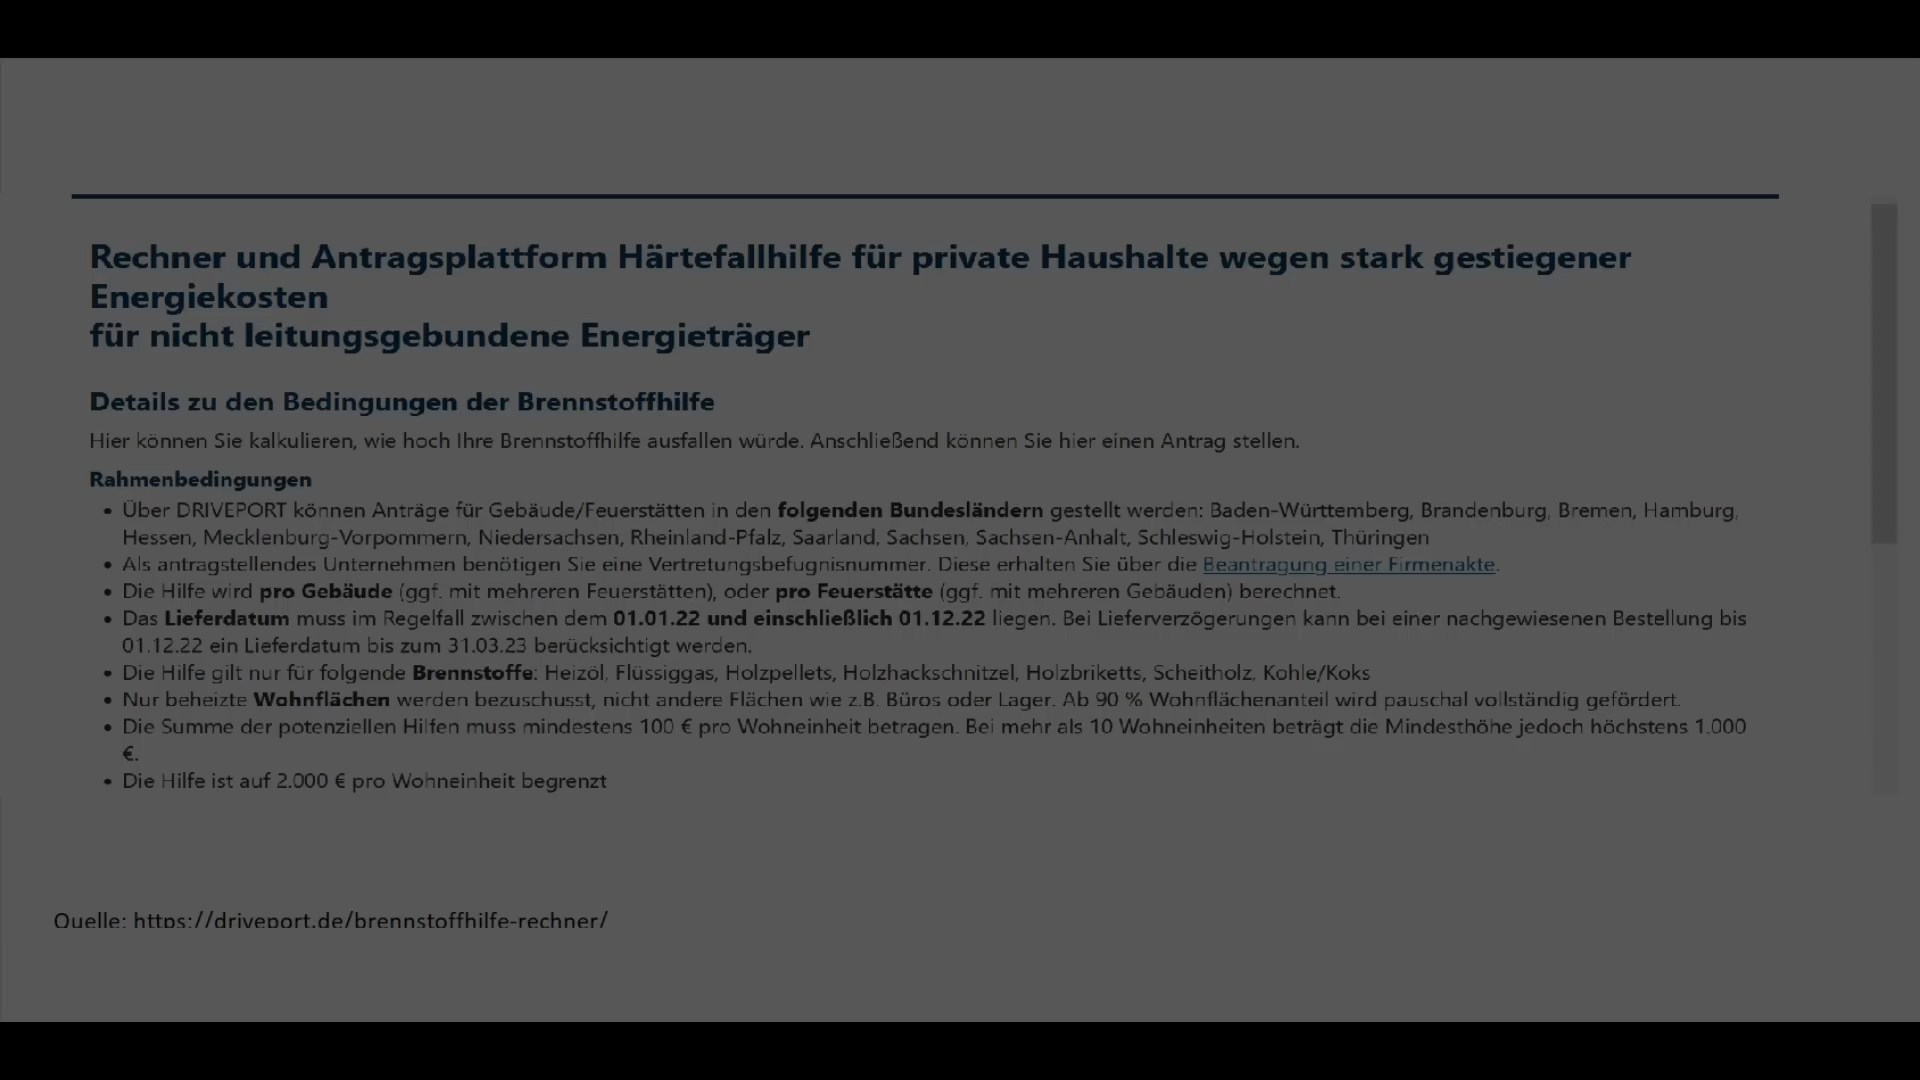 Rechner und Antragsplattform Härtefallhilfe für private Haushalte wegen stark gestiegener
Energiekosten
für nicht leitungsgebundene Energieträger
Details zu den Bedingungen der Brennstoffhilfe
Hier können Sie kalkulieren, wie hoch Ihre Brennstoffhilfe ausfallen würde. Anschließend können Sie hier einen Antrag stellen.
Rahmenbedingungen
• Über DRIVEPORT können Anträge für Gebäude/Feuerstätten in den folgenden Bundesländern gestellt werden: Baden-Württemberg, Brandenburg, Bremen, Hamburg,
Hessen, Mecklenburg-Vorpommern, Niedersachsen, Rheinland-Pfalz, Saarland, Sachsen, Sachsen-Anhalt, Schleswig-Holstein, Thüringen
• Als antragstellendes Unternehmen benötigen Sie eine Vertretungsbefugnisnummer. Diese erhalten Sie über die Beantragung einer Firmenakte.
• Die Hilfe wird pro Gebäude (ggf. mit mehreren Feuerstätten), oder pro Feuerstätte (ggf. mit mehreren Gebäuden) berechnet.
• Das Lieferdatum muss im Regelfall zwischen dem 01.01.22 und einschließlich 01.12.22 liegen. Bei Lieferverzögerungen kann bei einer nachgewiesenen Bestellung bis
01.12.22 ein Lieferdatum bis zum 31.03.23 berücksichtigt werden.
• Die Hilfe gilt nur für folgende Brennstoffe: Heizöl, Flüssiggas, Holzpellets, Holzhackschnitzel, Holzbriketts, Scheitholz, Kohle/Koks
• Nur beheizte Wohnflächen werden bezuschusst, nicht andere Flächen wie z.B. Büros oder Lager. Ab 90 % Wohnflächenanteil wird pauschal vollständig gefördert.
• Die Summe der potenziellen Hilfen muss mindestens 100 € pro Wohneinheit betragen. Bei mehr als 10 Wohneinheiten beträgt die Mindesthöhe jedoch höchstens 1.000
€.
• Die Hilfe ist auf 2.000 € pro Wohneinheit begrenzt
Quelle: https://driveport.de/brennstoffhilfe-rechner/